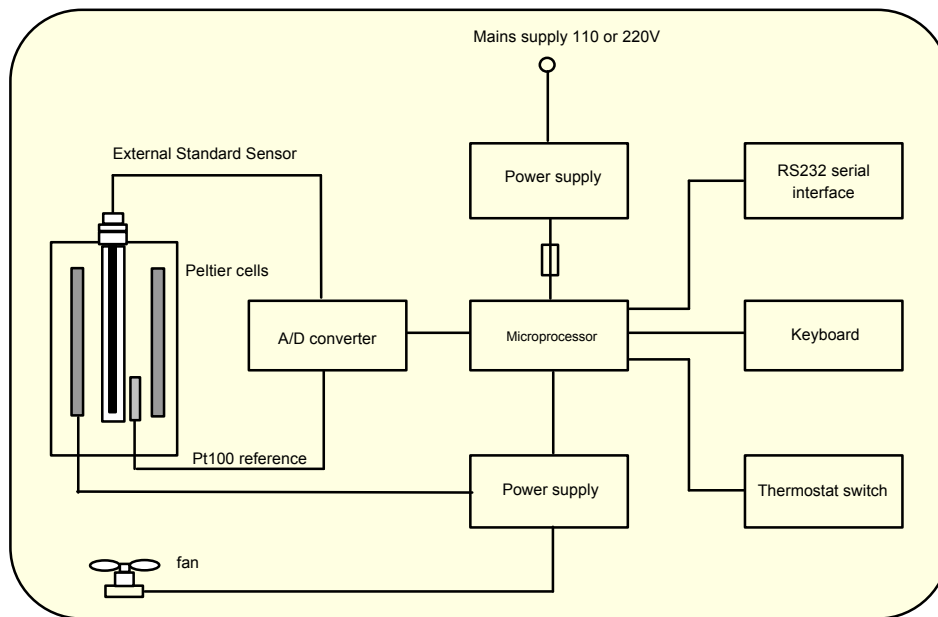 Mains supply 110 or 220V
External Standard Sensor
Power supply
RS232 serial
interface
Peltier cells
A/D converter
Microprocessor
Keyboard
Pt100 reference
Power supply
Thermostat switch
fan